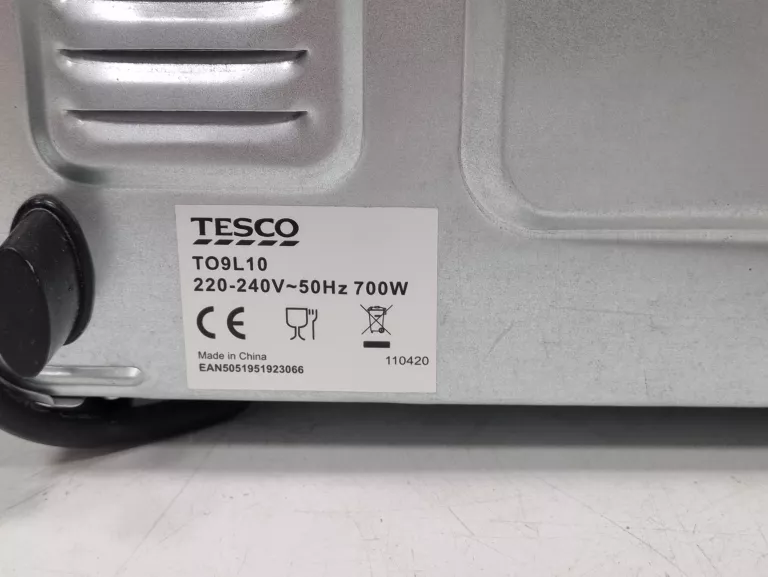 TESCO
TO9L10
220-240V~50Hz 700W
CE
Made in China
EAN5051951923066
110420